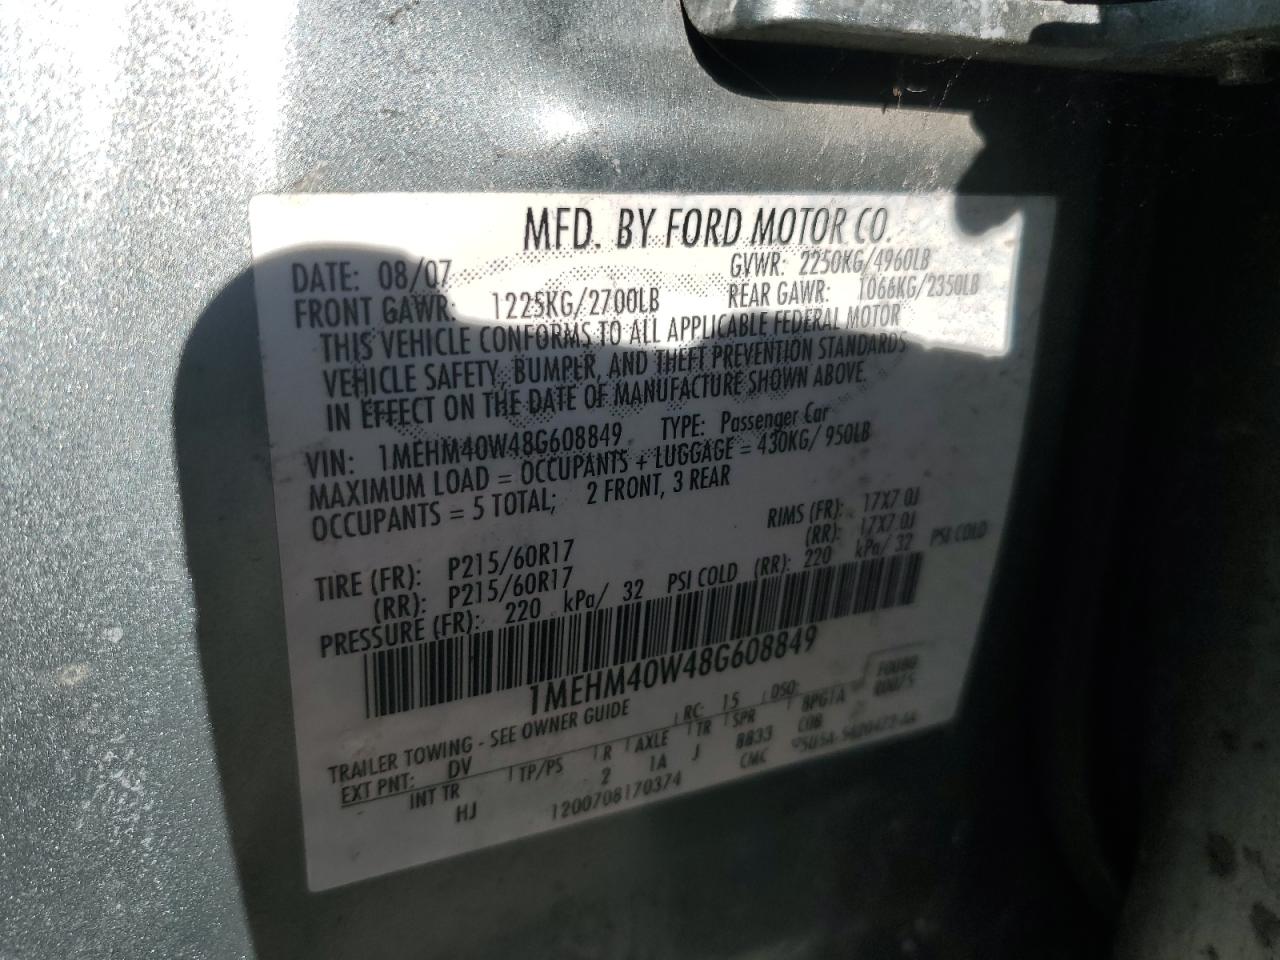 MFD. BY FORD MOTOR CO.
DATE: 08/07 GVWR: 2250KG/4960LB
FRONT GAWR: 1225KG/2700LB REAR GAWR: 1066KG/2350LB
THIS VEHICLE CONFORMS TO ALL APPLICABLE FEDERAL MOTOR
VEHICLE SAFETY, BUMPER, AND THEFT PREVENTION STANDARDS
IN EFFECT ON THE DATE OF MANUFACTURE SHOWN ABOVE.
VIN: 1MEHM40W48G608849 TYPE: Passenger Car
MAXIMUM LOAD = OCCUPANTS + LUGGAGE = 430KG/950LB
OCCUPANTS = 5 TOTAL; 2 FRONT, 3 REAR
TIRE (FR): P215/60R17 RIMS (FR): 17X7.0J
(RR): P215/60R17 (RR): 17X7.0J
PRESSURE (FR): 220 kPa/ 32 PSI COLD (RR): 220 kPa/ 32 PSI COLD
1MEHM40W48G608849
TRAILER TOWING - SEE OWNER GUIDE
EXT PNT: DV RC: 15 DSO:
INT TR TP/PS R AXLE TR SPR
HJ 2 1A J 8833
1200708170374 CMC